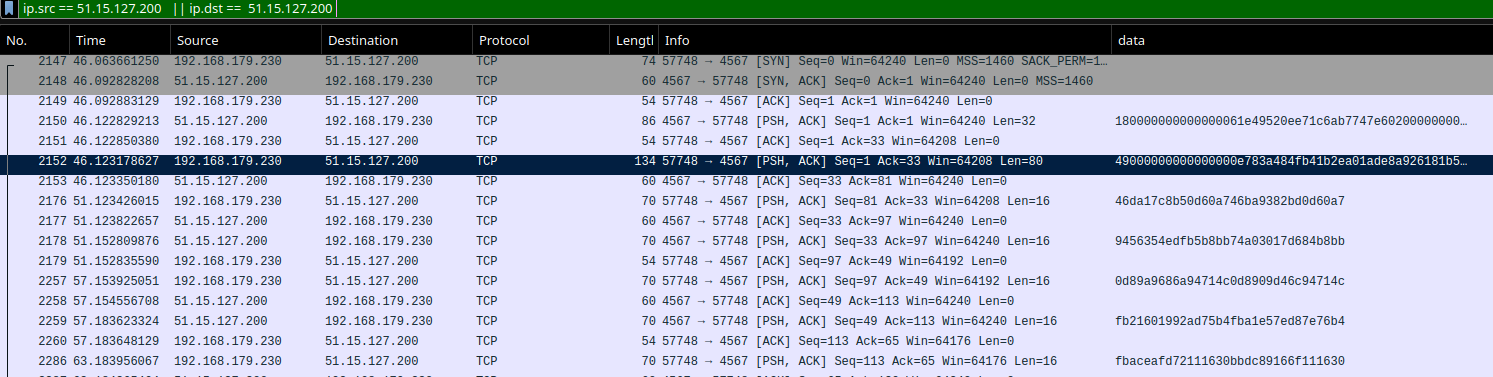 ip.src == 51.15.127.200 || ip.dst == 51.15.127.200
No. Time Source Destination Protocol Lengtl Info data
2147 46.063661250 192.168.179.230 51.15.127.200 TCP 74 57748 → 4567 [SYN] Seq=0 Win=64240 Len=0 MSS=1460 SACK_PERM=1…
2148 46.092828208 51.15.127.200 192.168.179.230 TCP 60 4567 → 57748 [SYN, ACK] Seq=0 Ack=1 Win=64240 Len=0 MSS=1460
2149 46.092883129 192.168.179.230 51.15.127.200 TCP 54 57748 → 4567 [ACK] Seq=1 Ack=1 Win=64240 Len=0
2150 46.122829213 51.15.127.200 192.168.179.230 TCP 86 4567 → 57748 [PSH, ACK] Seq=1 Ack=1 Win=64240 Len=32 180000000000000061e49520ee71c6ab7747e60200000000…
2151 46.122850380 192.168.179.230 51.15.127.200 TCP 54 57748 → 4567 [ACK] Seq=1 Ack=33 Win=64208 Len=0
2152 46.123178627 192.168.179.230 51.15.127.200 TCP 134 57748 → 4567 [PSH, ACK] Seq=1 Ack=33 Win=64208 Len=80 4900000000000000e783a484fb41b2ea01ade8a926181b5…
2153 46.123350180 51.15.127.200 192.168.179.230 TCP 60 4567 → 57748 [ACK] Seq=33 Ack=81 Win=64240 Len=0
2176 51.123426015 192.168.179.230 51.15.127.200 TCP 70 57748 → 4567 [PSH, ACK] Seq=81 Ack=33 Win=64208 Len=16 46da17c8b50d60a746ba9382bd0d60a7
2177 51.123822657 51.15.127.200 192.168.179.230 TCP 60 4567 → 57748 [ACK] Seq=33 Ack=97 Win=64240 Len=0
2178 51.152809876 51.15.127.200 192.168.179.230 TCP 70 4567 → 57748 [PSH, ACK] Seq=33 Ack=97 Win=64240 Len=16 9456354edfb5b8bb74a03017d684b8bb
2179 51.152835590 192.168.179.230 51.15.127.200 TCP 54 57748 → 4567 [ACK] Seq=97 Ack=49 Win=64192 Len=0
2257 57.153925051 192.168.179.230 51.15.127.200 TCP 70 57748 → 4567 [PSH, ACK] Seq=97 Ack=49 Win=64192 Len=16 0d89a9686a94714c0d8909d46c94714c
2258 57.154556708 51.15.127.200 192.168.179.230 TCP 60 4567 → 57748 [ACK] Seq=49 Ack=113 Win=64240 Len=0
2259 57.183623324 51.15.127.200 192.168.179.230 TCP 70 4567 → 57748 [PSH, ACK] Seq=49 Ack=113 Win=64240 Len=16 fb21601992ad75b4fba1e57ed87e76b4
2260 57.183648129 192.168.179.230 51.15.127.200 TCP 54 57748 → 4567 [ACK] Seq=113 Ack=65 Win=64176 Len=0
2286 63.183956067 192.168.179.230 51.15.127.200 TCP 70 57748 → 4567 [PSH, ACK] Seq=113 Ack=65 Win=64176 Len=16 fbaceafd72111630bbdc89166f111630